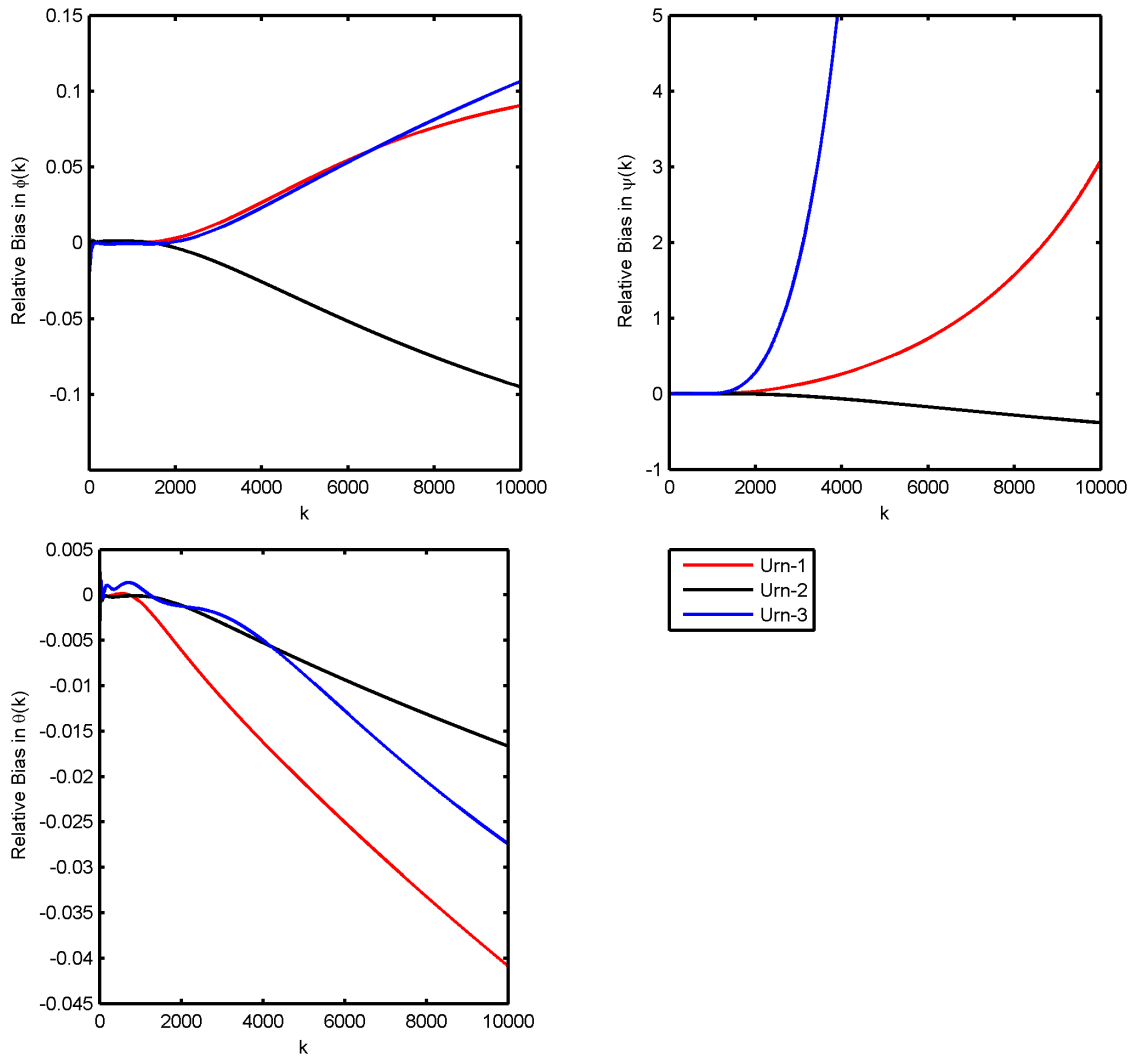 0.15
0.1
0.05
0
-0.05
-0.1
Relative Bias in ϕ(k)
0 2000 4000 6000 8000 10000
k
5
4
3
2
1
0
-1
Relative Bias in ψ(k)
0 2000 4000 6000 8000 10000
k
0.005
0
-0.005
-0.01
-0.015
-0.02
-0.025
-0.03
-0.035
-0.04
-0.045
Relative Bias in θ(k)
0 2000 4000 6000 8000 10000
k
Urn-1
Urn-2
Urn-3